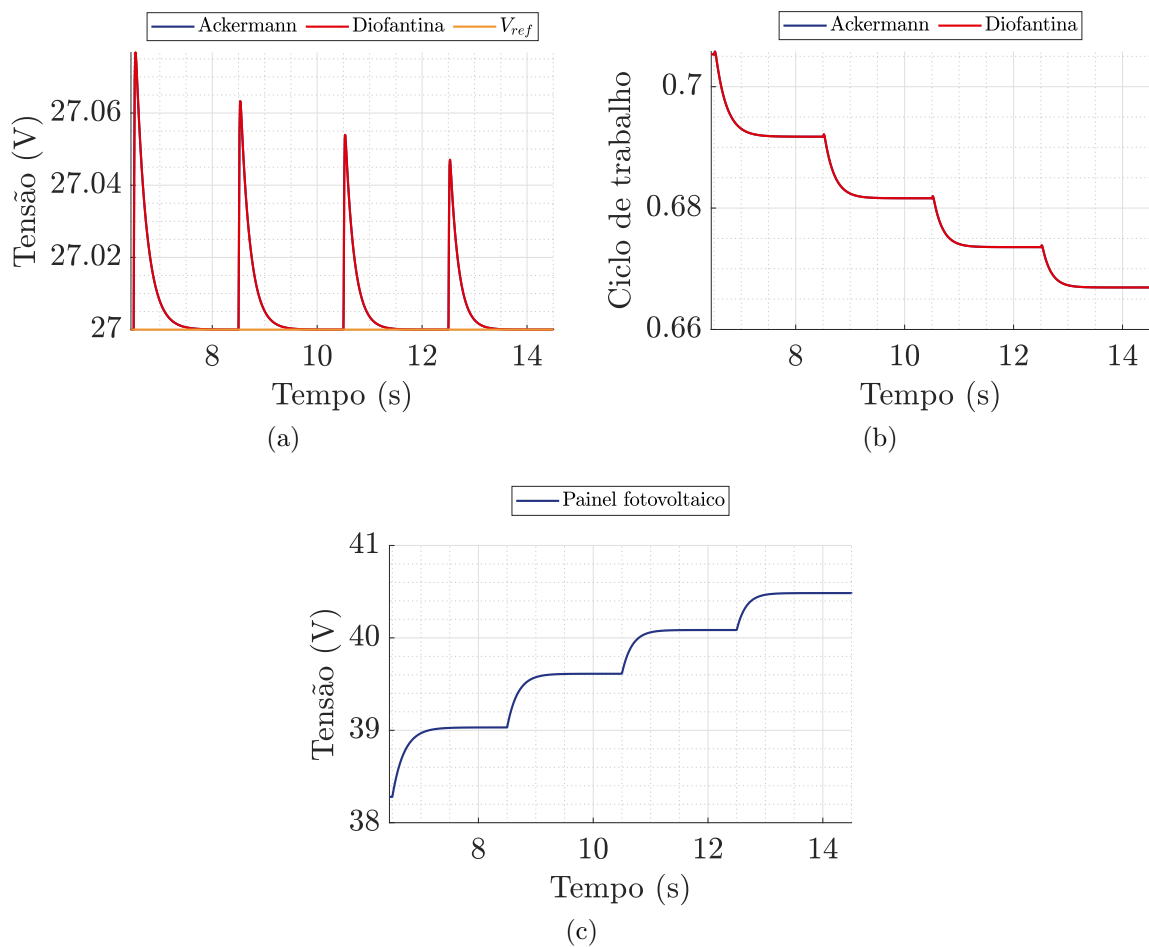 Ackermann Diofantina V_ref
Tensão (V)
27.06
27.04
27.02
27
8 10 12 14
Tempo (s)
(a)
Ackermann Diofantina
Ciclo de trabalho
0.7
0.68
0.66
8 10 12 14
Tempo (s)
(b)
Painel fotovoltaico
Tensão (V)
41
40
39
38
8 10 12 14
Tempo (s)
(c)